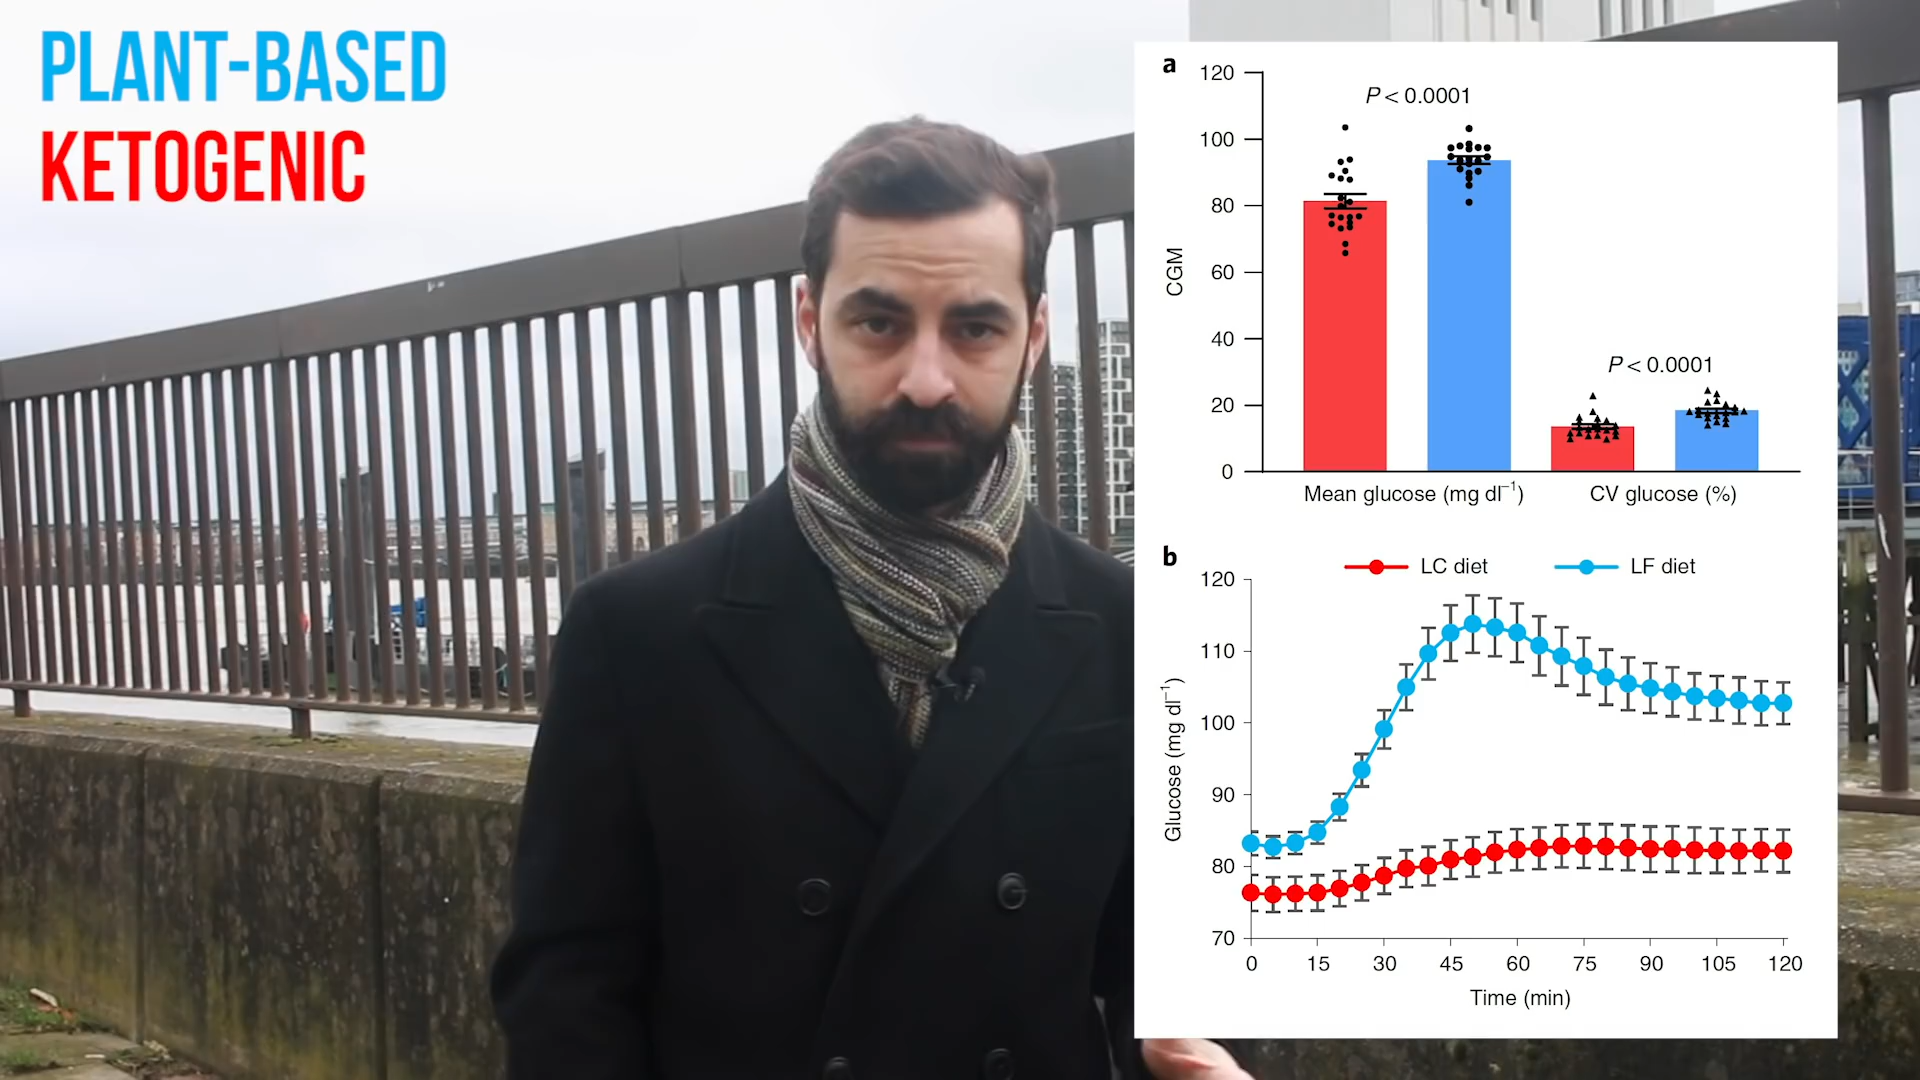 PLANT-BASED
KETOGENIC
a
120
100
80
60
40
20
0
CGM
P < 0.0001
P < 0.0001
Mean glucose (mg dl⁻¹)
CV glucose (%)
b
LC diet
LF diet
120
110
100
90
80
70
Glucose (mg dl⁻¹)
0 15 30 45 60 75 90 105 120
Time (min)